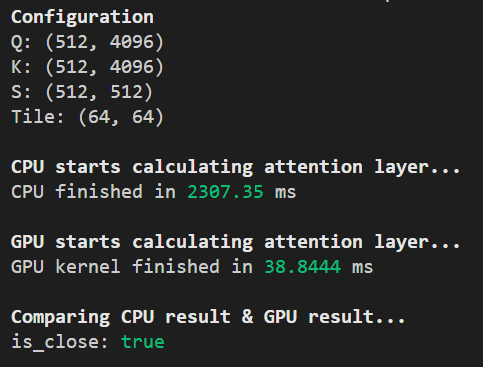 Configuration
Q: (512, 4096)
K: (512, 4096)
S: (512, 512)
Tile: (64, 64)
CPU starts calculating attention layer...
CPU finished in 2307.35 ms
GPU starts calculating attention layer...
GPU kernel finished in 38.8444 ms
Comparing CPU result & GPU result...
is_close: true